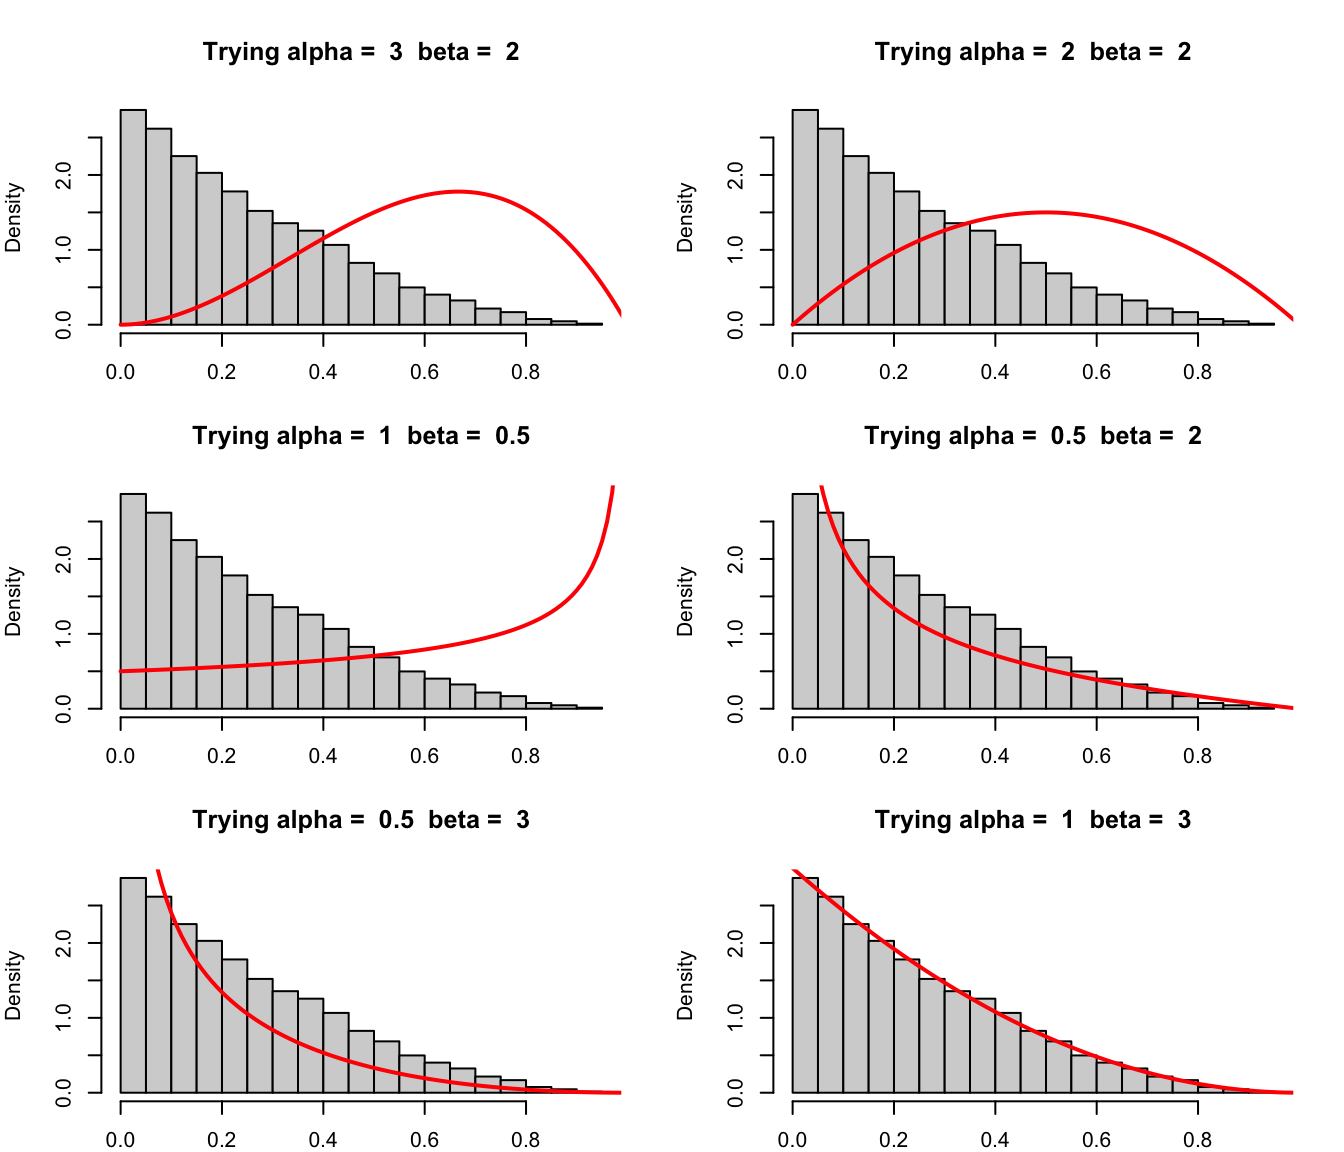 Trying alpha =  3  beta =  2
Density
0.0 1.0 2.0
0.0 0.2 0.4 0.6 0.8
Trying alpha =  2  beta =  2
Density
0.0 1.0 2.0
0.0 0.2 0.4 0.6 0.8
Trying alpha =  1  beta =  0.5
Density
0.0 1.0 2.0
0.0 0.2 0.4 0.6 0.8
Trying alpha =  0.5  beta =  2
Density
0.0 1.0 2.0
0.0 0.2 0.4 0.6 0.8
Trying alpha =  0.5  beta =  3
Density
0.0 1.0 2.0
0.0 0.2 0.4 0.6 0.8
Trying alpha =  1  beta =  3
Density
0.0 1.0 2.0
0.0 0.2 0.4 0.6 0.8